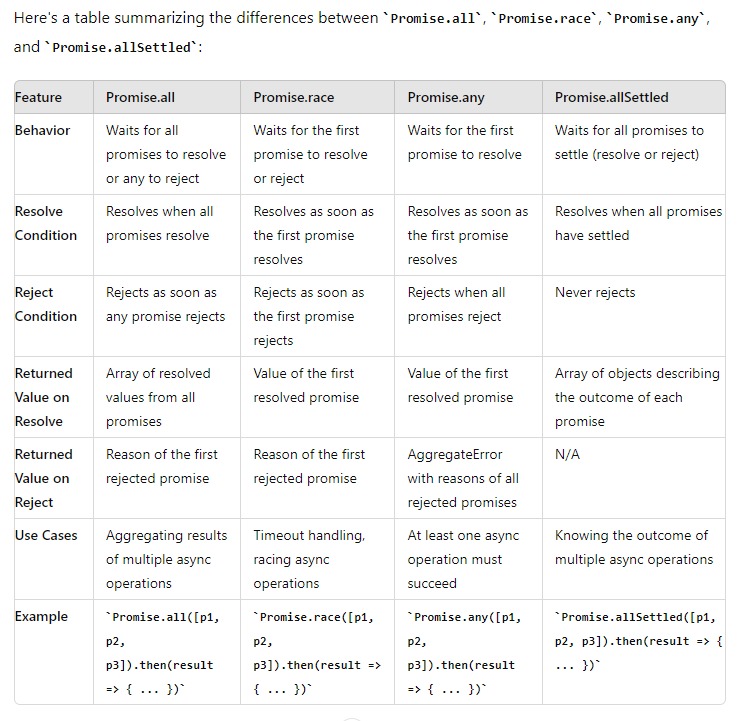 Here's a table summarizing the differences between `Promise.all`, `Promise.race`, `Promise.any`,
and `Promise.allSettled`:
Feature Promise.all Promise.race Promise.any Promise.allSettled
Behavior
Waits for all
promises to resolve
or any to reject
Waits for the first
promise to resolve
or reject
Waits for the first
promise to resolve
Waits for all promises to
settle (resolve or reject)
Resolve
Condition
Resolves when all
promises resolve
Resolves as soon as
the first promise
resolves
Resolves as soon as
the first promise
resolves
Resolves when all promises
have settled
Reject
Condition
Rejects as soon as
any promise rejects
Rejects as soon as
the first promise
rejects
Rejects when all
promises reject
Never rejects
Returned
Value on
Resolve
Array of resolved
values from all
promises
Value of the first
resolved promise
Value of the first
resolved promise
Array of objects describing
the outcome of each
promise
Returned
Value on
Reject
Reason of the first
rejected promise
Reason of the first
rejected promise
AggregateError
with reasons of all
rejected promises
N/A
Use Cases
Aggregating results
of multiple async
operations
Timeout handling,
racing async
operations
At least one async
operation must
succeed
Knowing the outcome of
multiple async operations
Example
`Promise.all([p1,
p2,
p3]).then(result
=> { ... })`
`Promise.race([p1,
p2,
p3]).then(result =>
{ ... })`
`Promise.any([p1,
p2,
p3]).then(result
=> { ... })`
`Promise.allSettled([p1,
p2, p3]).then(result => {
... })`